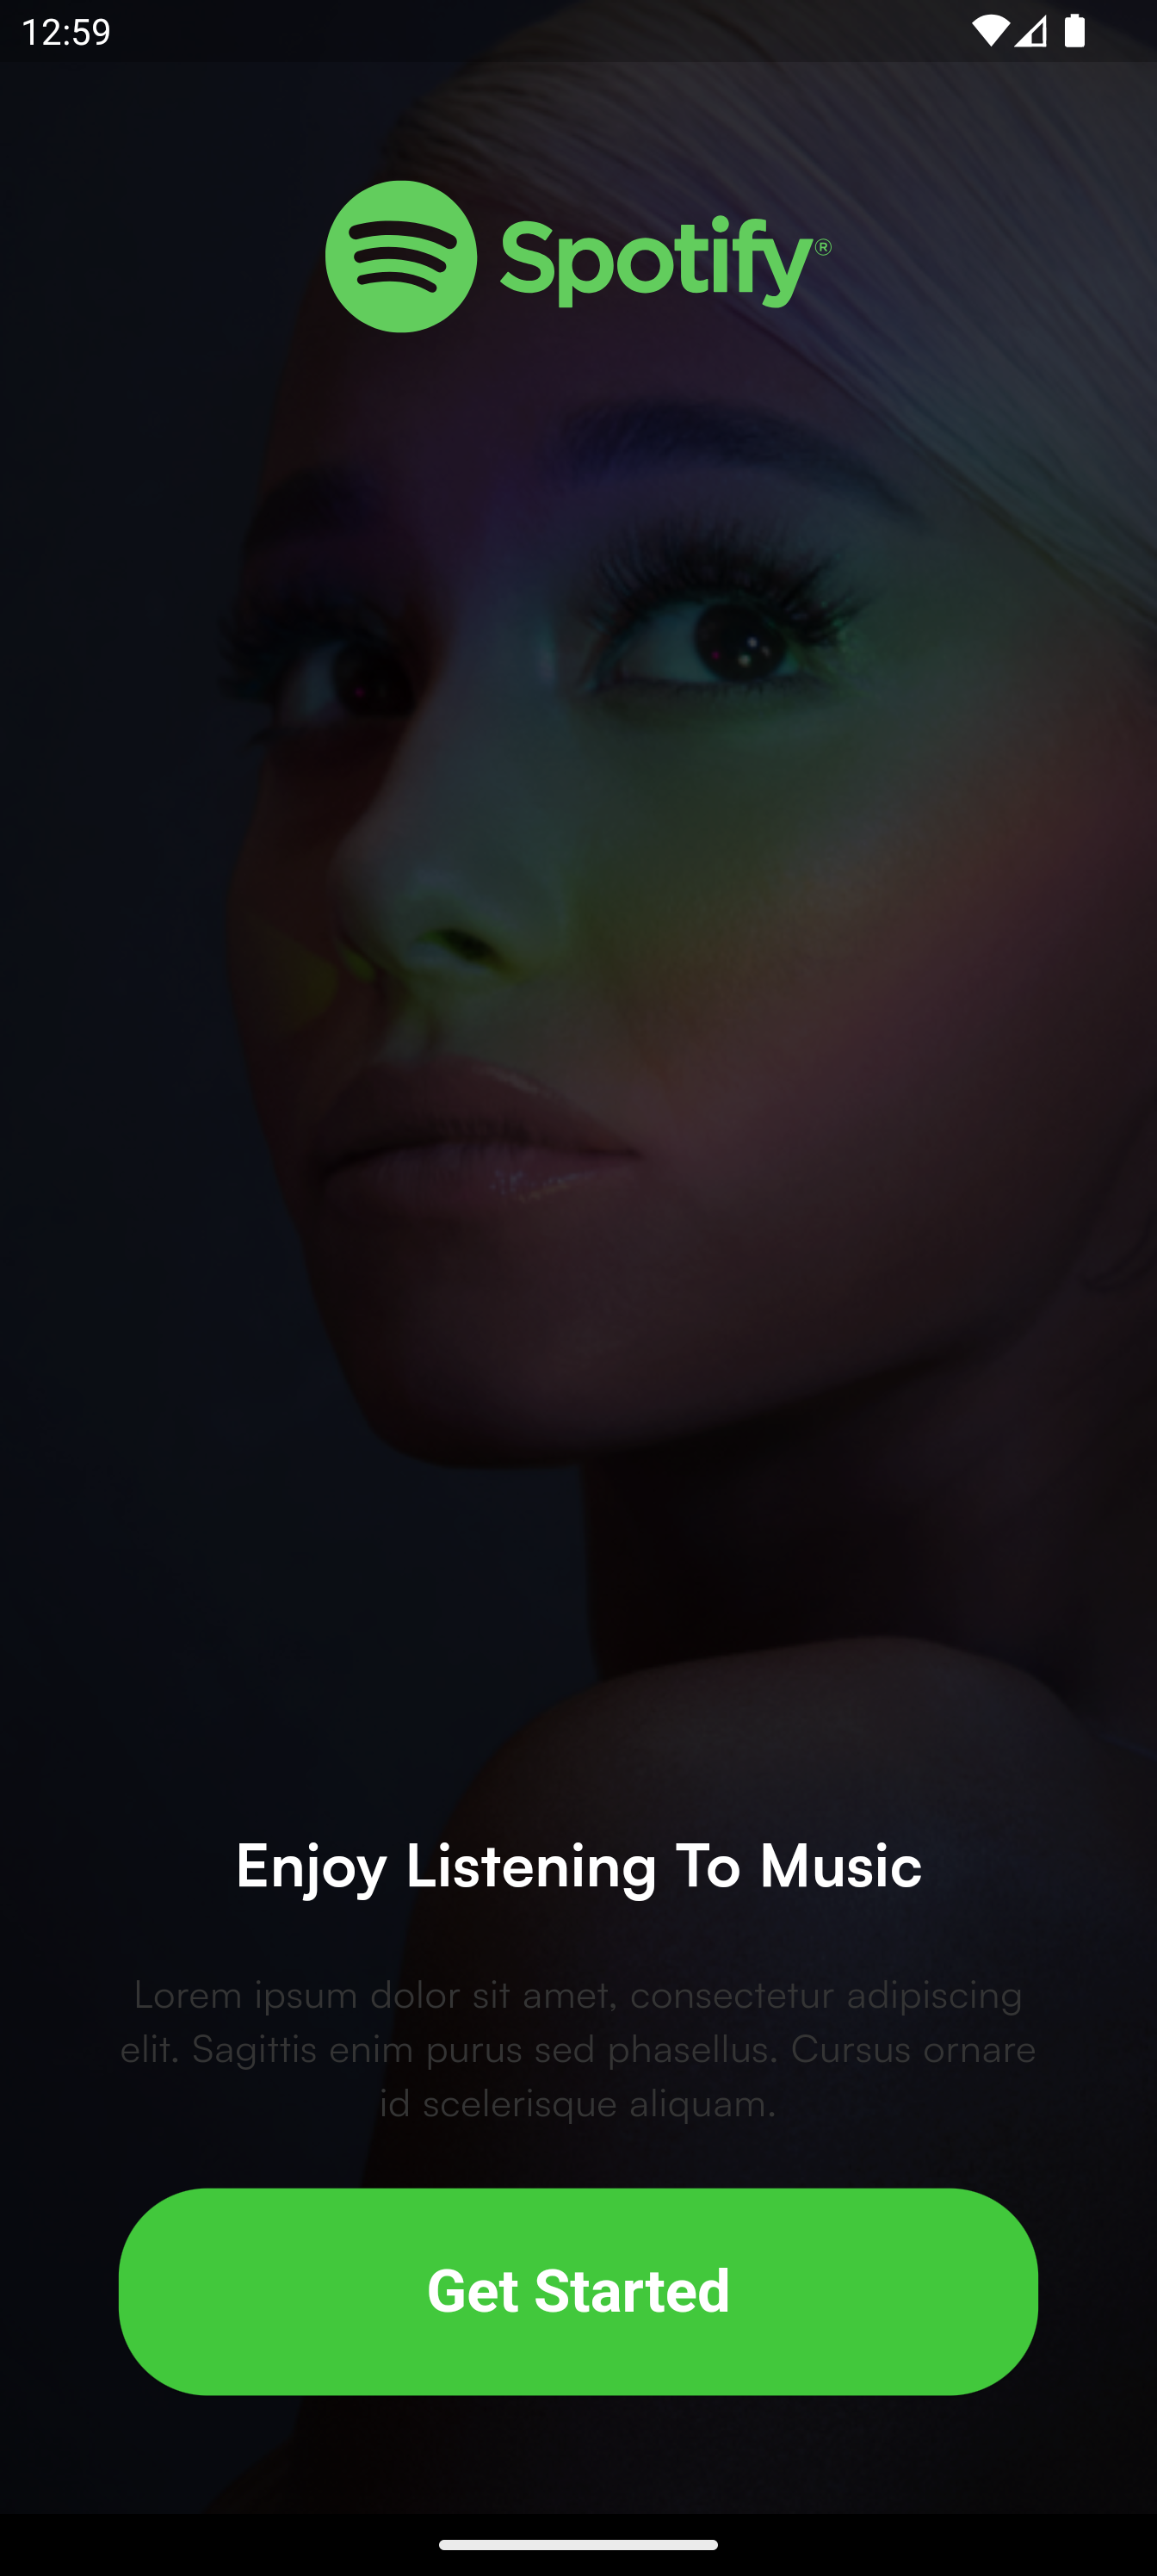 12:59
Spotify®
Enjoy Listening To Music
Lorem ipsum dolor sit amet, consectetur adipiscing
elit. Sagittis enim purus sed phasellus. Cursus ornare
id scelerisque aliquam.
Get Started